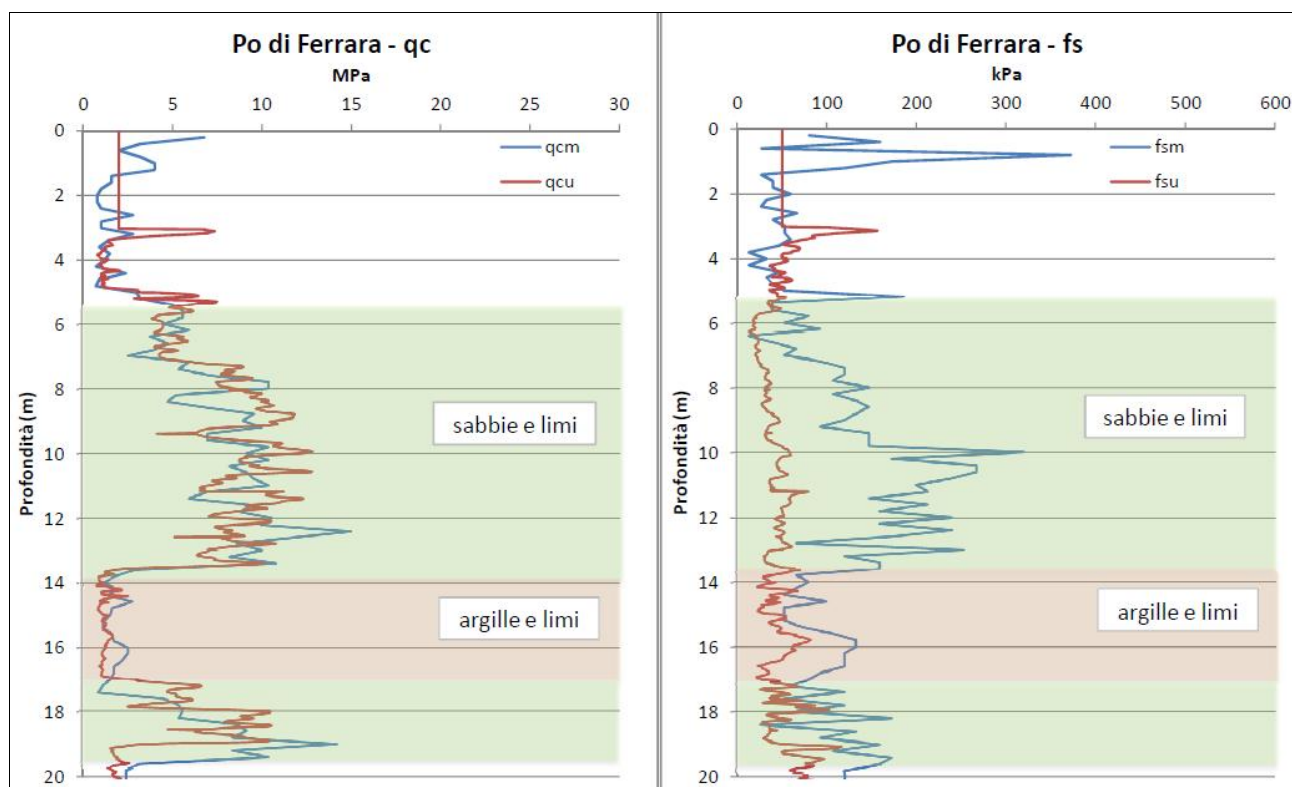 Po di Ferrara - qc
MPa
0 5 10 15 20 25 30
0
2
4
6
8
10
12
14
16
18
20
Profondità (m)
qcm
qcu
sabbie e limi
argille e limi
Po di Ferrara - fs
kPa
0 100 200 300 400 500 600
0
2
4
6
8
10
12
14
16
18
20
Profondità (m)
fsm
fsu
sabbie e limi
argille e limi